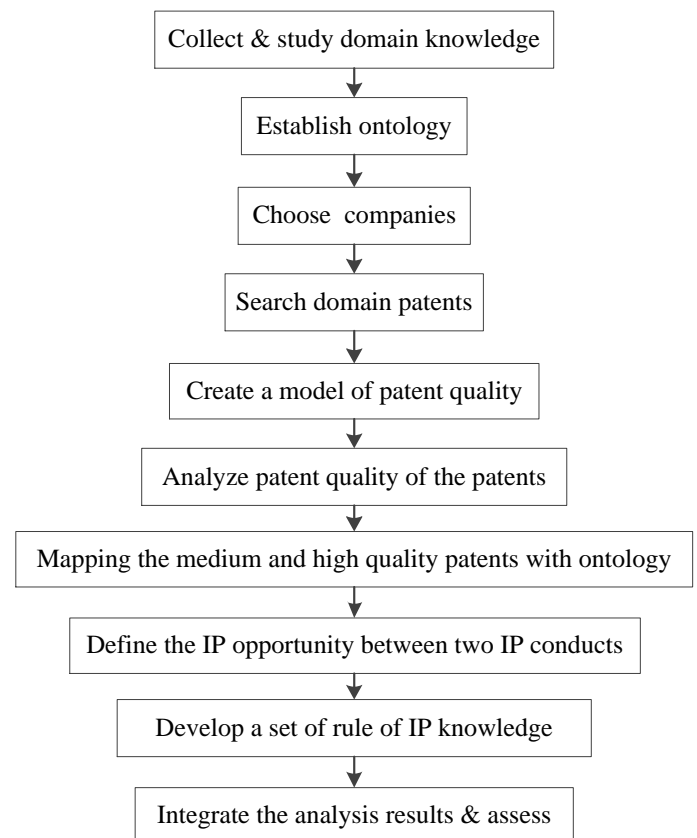 Collect & study domain knowledge
Establish ontology
Choose companies
Search domain patents
Create a model of patent quality
Analyze patent quality of the patents
Mapping the medium and high quality patents with ontology
Define the IP opportunity between two IP conducts
Develop a set of rule of IP knowledge
Integrate the analysis results & assess